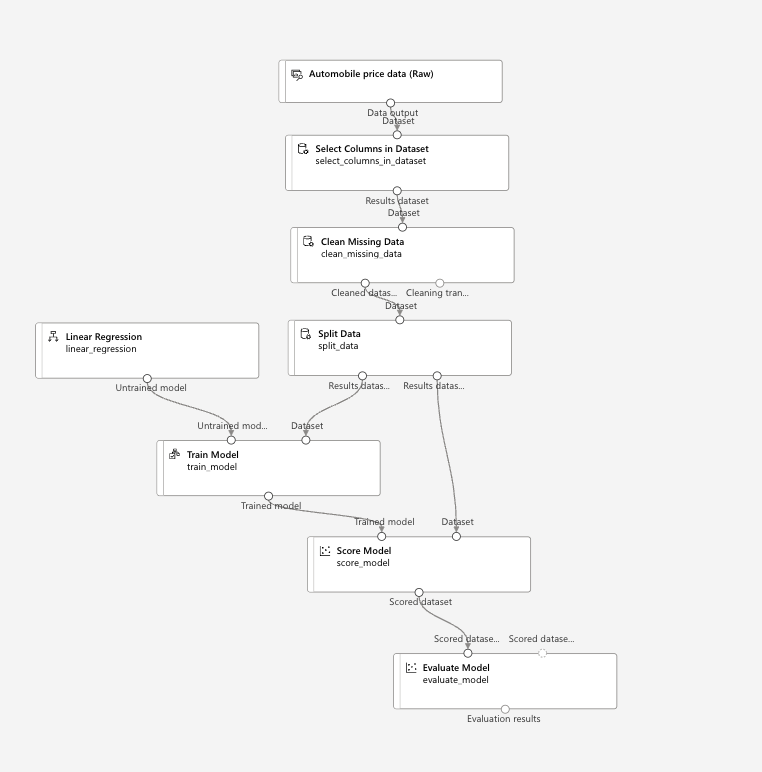 Automobile price data (Raw)
Data output
Dataset
Select Columns in Dataset
select_columns_in_dataset
Results dataset
Dataset
Clean Missing Data
clean_missing_data
Cleaned datas... Cleaning tran...
Dataset
Linear Regression
linear_regression
Untrained model
Split Data
split_data
Results datas... Results datas...
Untrained mod... Dataset
Train Model
train_model
Trained model
Trained model Dataset
Score Model
score_model
Scored dataset
Scored datase... Scored datase...
Evaluate Model
evaluate_model
Evaluation results